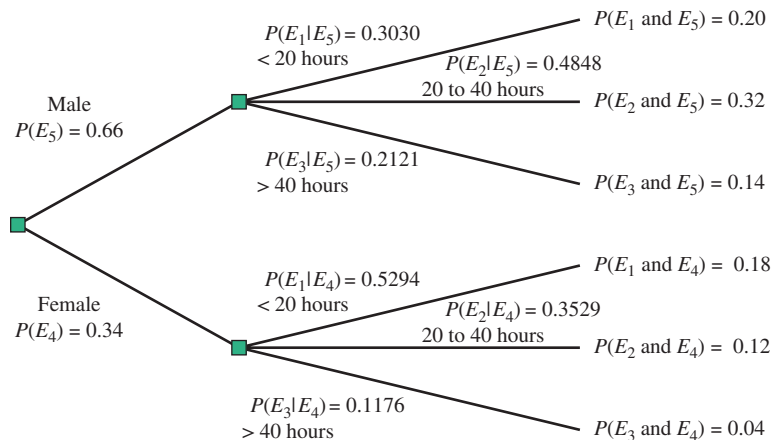 P(E₁|E₅) = 0.3030
< 20 hours
P(E₁ and E₅) = 0.20
P(E₂|E₅) = 0.4848
20 to 40 hours
P(E₂ and E₅) = 0.32
Male
P(E₅) = 0.66
P(E₃|E₅) = 0.2121
> 40 hours
P(E₃ and E₅) = 0.14
P(E₁|E₄) = 0.5294
< 20 hours
P(E₁ and E₄) = 0.18
Female
P(E₄) = 0.34
P(E₂|E₄) = 0.3529
20 to 40 hours
P(E₂ and E₄) = 0.12
P(E₃|E₄) = 0.1176
> 40 hours
P(E₃ and E₄) = 0.04